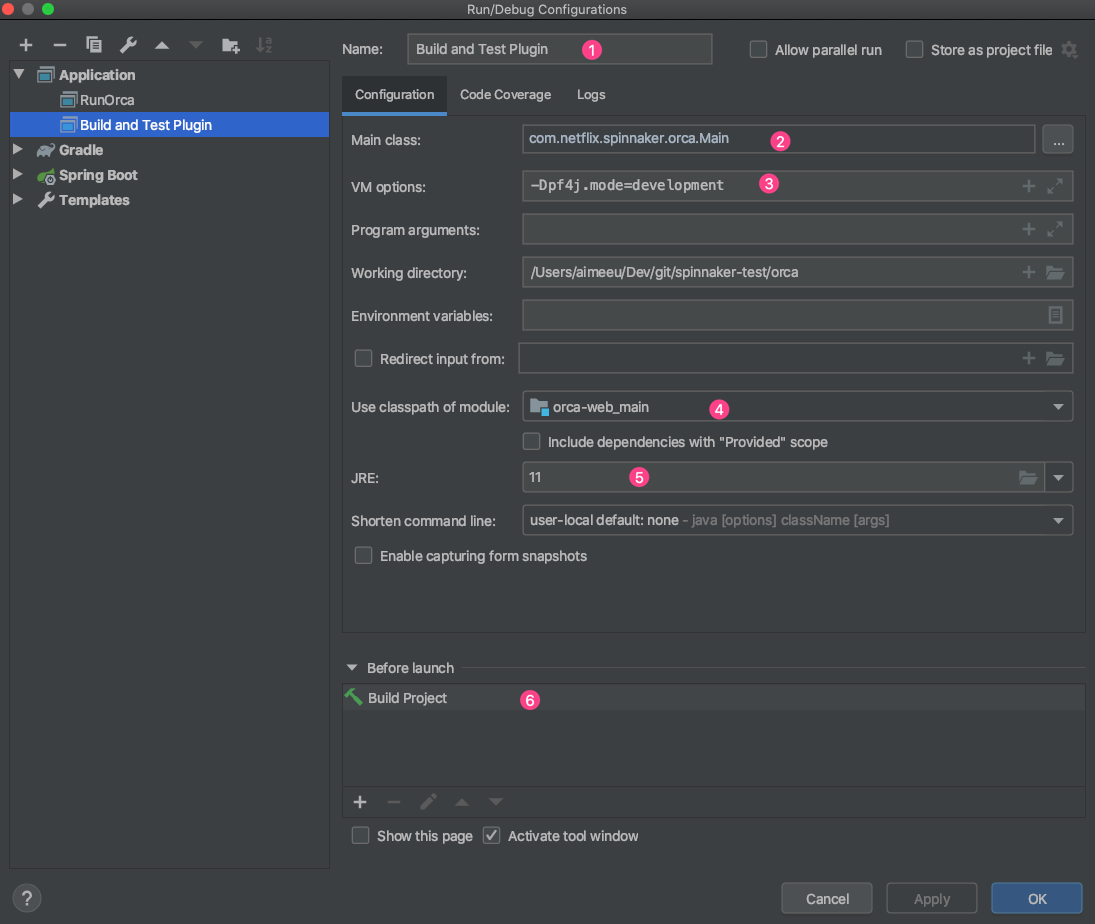 Run/Debug Configurations
Name: Build and Test Plugin 1 Allow parallel run Store as project file
Application
RunOrca
Build and Test Plugin
Gradle
Spring Boot
Templates
Configuration Code Coverage Logs
Main class: com.netflix.spinnaker.orca.Main 2 ...
VM options: -Dpf4j.mode=development 3
Program arguments:
Working directory: /Users/aimeeu/Dev/git/spinnaker-test/orca
Environment variables:
Redirect input from:
Use classpath of module: orca-web_main 4
Include dependencies with "Provided" scope
JRE: 11 5
Shorten command line: user-local default: none - java [options] className [args]
Enable capturing form snapshots
Before launch
Build Project 6
Show this page Activate tool window
? Cancel Apply OK